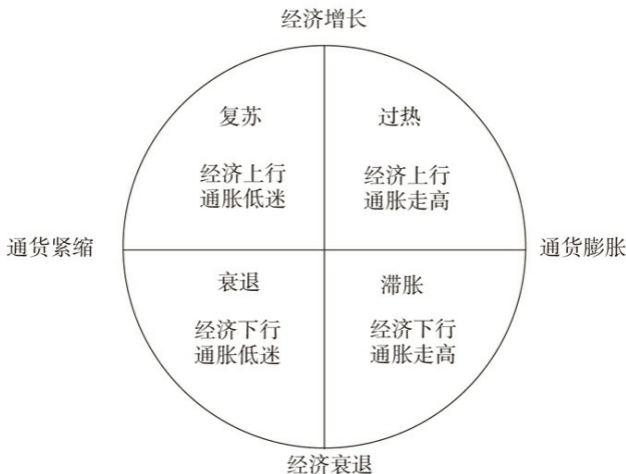 经济增长
复苏
过热
经济上行
通胀低迷
经济上行
通胀走高
通货紧缩
通货膨胀
衰退
滞胀
经济下行
通胀低迷
经济下行
通胀走高
经济衰退